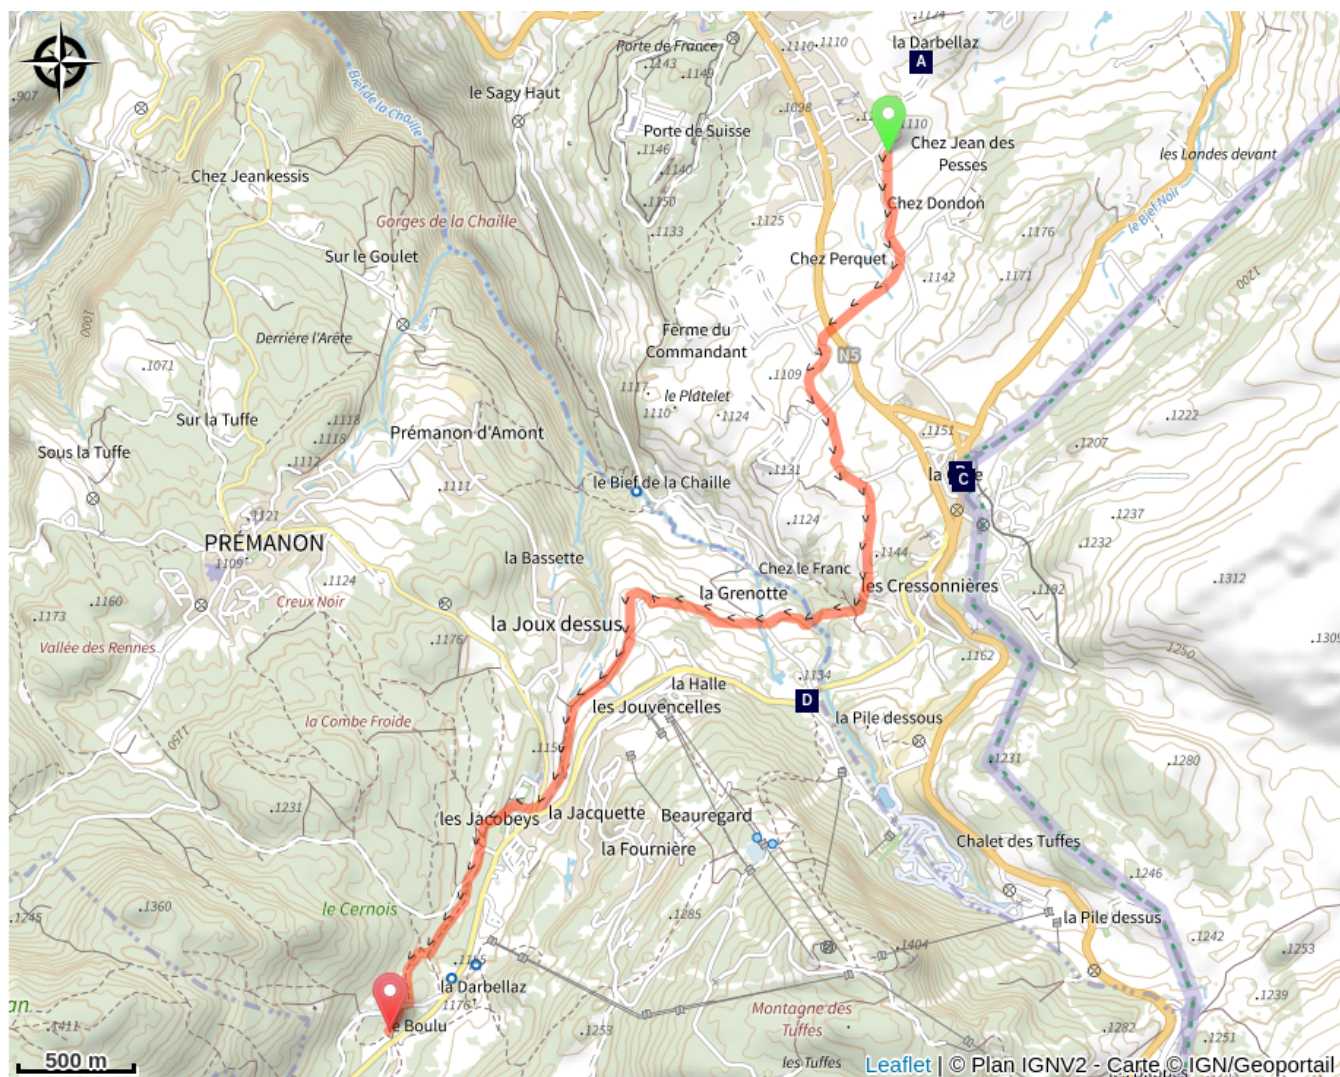 .1124
la Darbellaz
A
Porte de France
.1110
.1110
.1143
.1149
907
le Sagy Haut
Bief de la Chaille
.1098
1110
Porte de Suisse
.1146
.1140
Chez Jean des
Pesses
les Landes devant
Chez Jeankessis
.1150
Chez Dondon
le Bief Noir
Gorges de la Chaille
.1125
.1133
.1176
Sur le Goulet
Chez Perquet
.1142
.1171
1200
1000
Derrière l'Arête
Ferme du
Commandant
N5
.1071
.1109
1117
le Plâtelet
1110
.1124
.1222
Sur la Tuffe
.1118
.1118
Prémanon d'Amont
.1151
.1207
Sous la Tuffe
.1112
.1131
le Bief de la Chaille
C
.1111
.1121
.1124
.1237
PRÉMANON
1109
.1232
la Bassette
.1144
Chez le Franc
.1124
les Cressonnières
.1312
la Grenotte
.1192
.1160
Creux Noir
.1173
la Joux dessus
.1176
Vallée des Rennes
1250
.1162
.1134
la Halle
D
les Jouvencelles
la Pile dessous
la Combe Froide
1250
.1231
.1280
.1231
les Jacobeys
la Jacquette
Beauregard
Chalet des Tuffes
la Fournière
.1246
le Cernois
.1360
.1245
.1285
la Pile dessus
.1404
.1242
.1253
la Darbellaz
1176
.1239
Montagne des
Tuffes
e Boulu
.1411
.1253
.1282
.1251
500 m
les Tuffes
Leaflet | © Plan IGNV2 - Carte © IGN/Geoportail